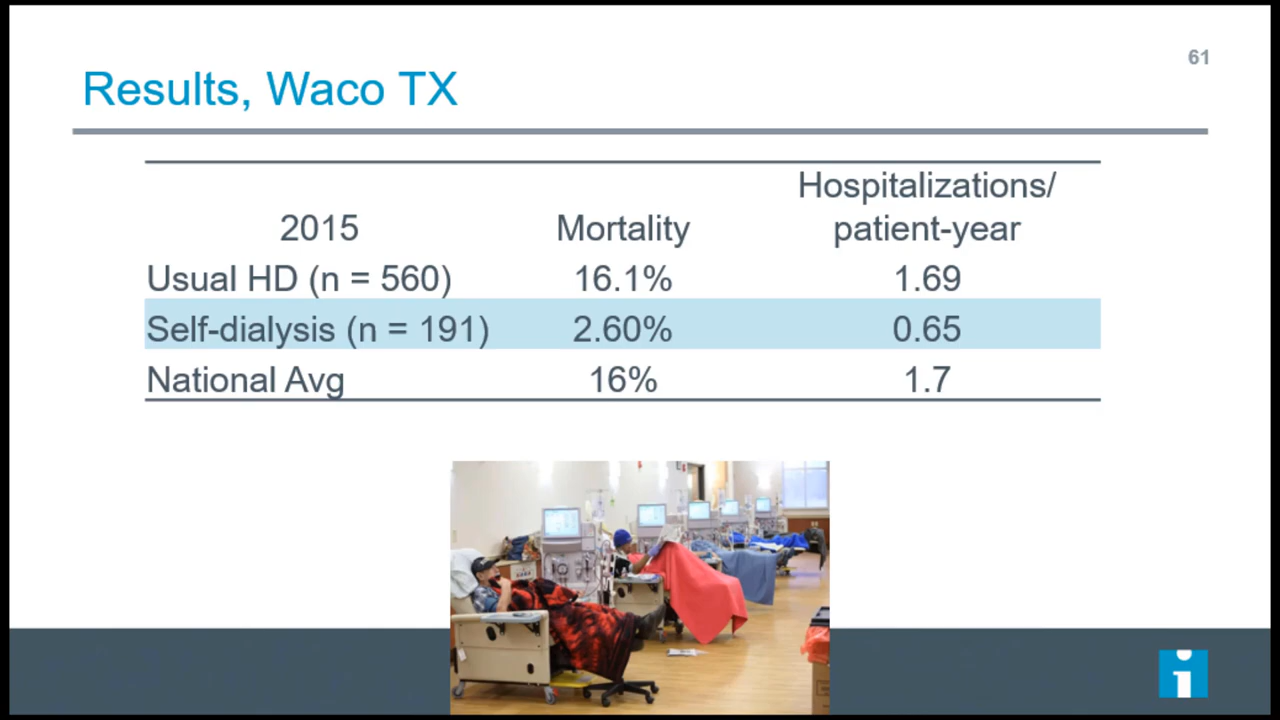 61
Results, Waco TX
2015 Mortality Hospitalizations/
patient-year
Usual HD (n = 560) 16.1% 1.69
Self-dialysis (n = 191) 2.60% 0.65
National Avg 16% 1.7